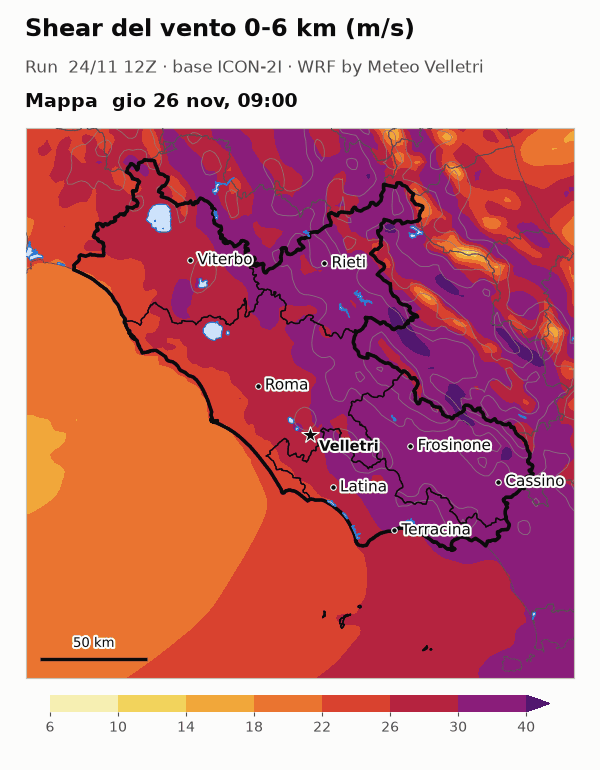 Shear del vento 0-6 km (m/s)
Run  24/11 12Z · base ICON-2I · WRF by Meteo Velletri
Mappa  gio 26 nov, 09:00
Viterbo
Rieti
Roma
Velletri
Frosinone
Cassino
Latina
Terracina
50 km
6 10 14 18 22 26 30 40